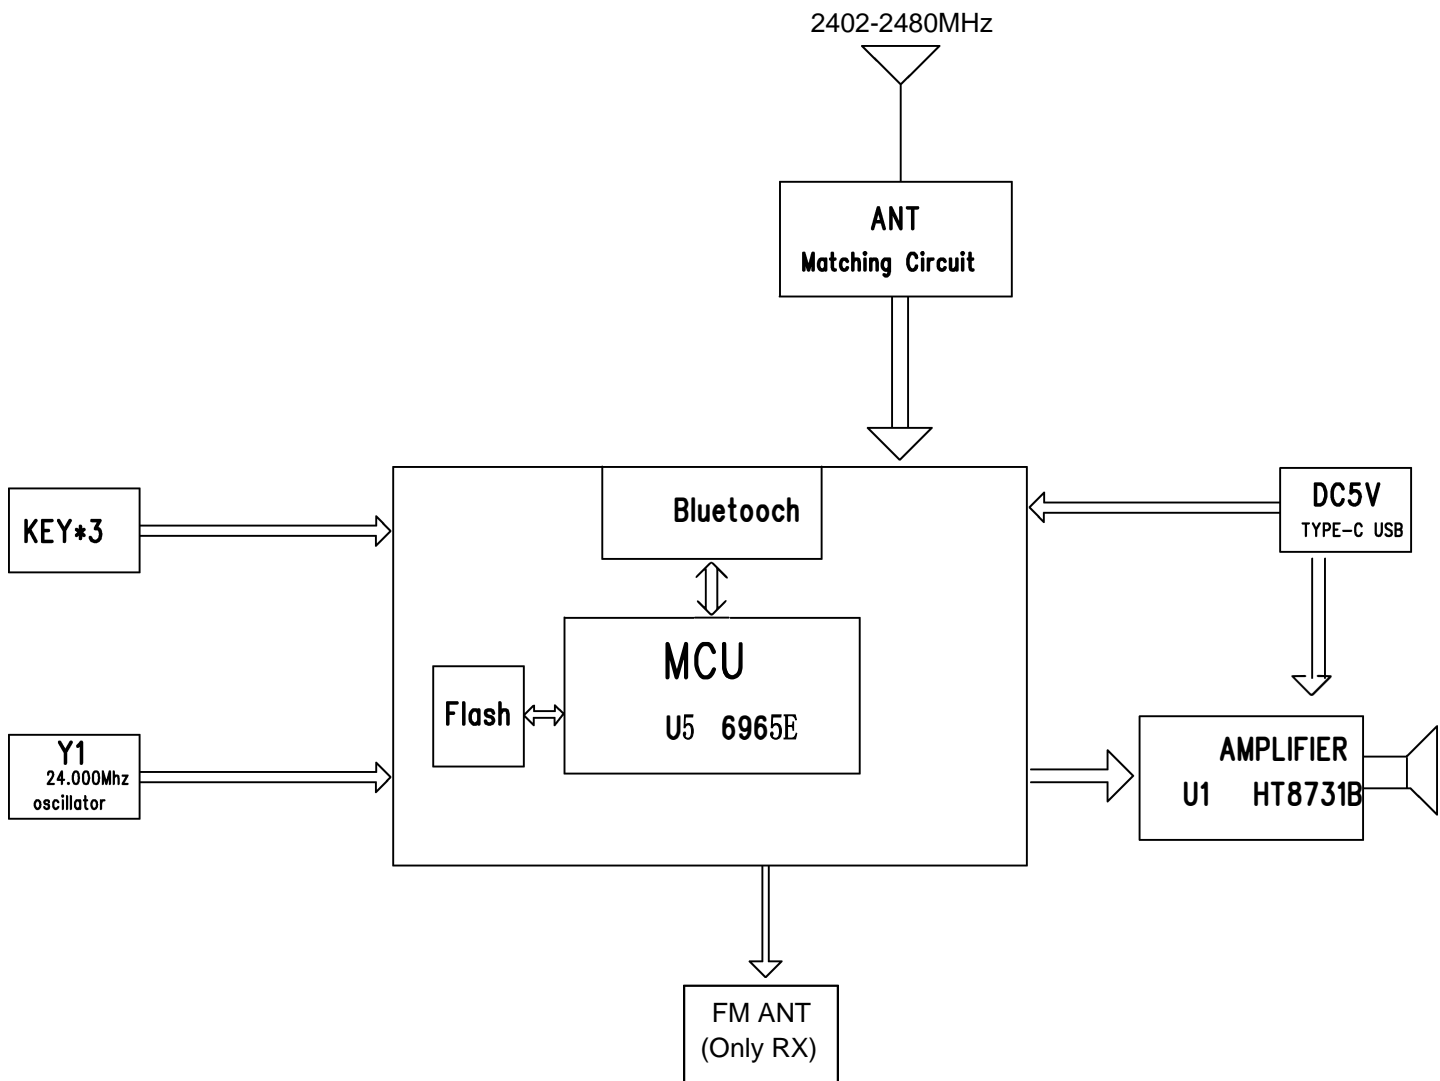 2402-2480MHz
ANT
Matching Circuit
Bluetooch
KEY*3
DC5V
TYPE-C USB
MCU
U5 6965E
Flash
Y1
24.000Mhz
oscillator
AMPLIFIER
U1 HT8731B
FM ANT
(Only RX)